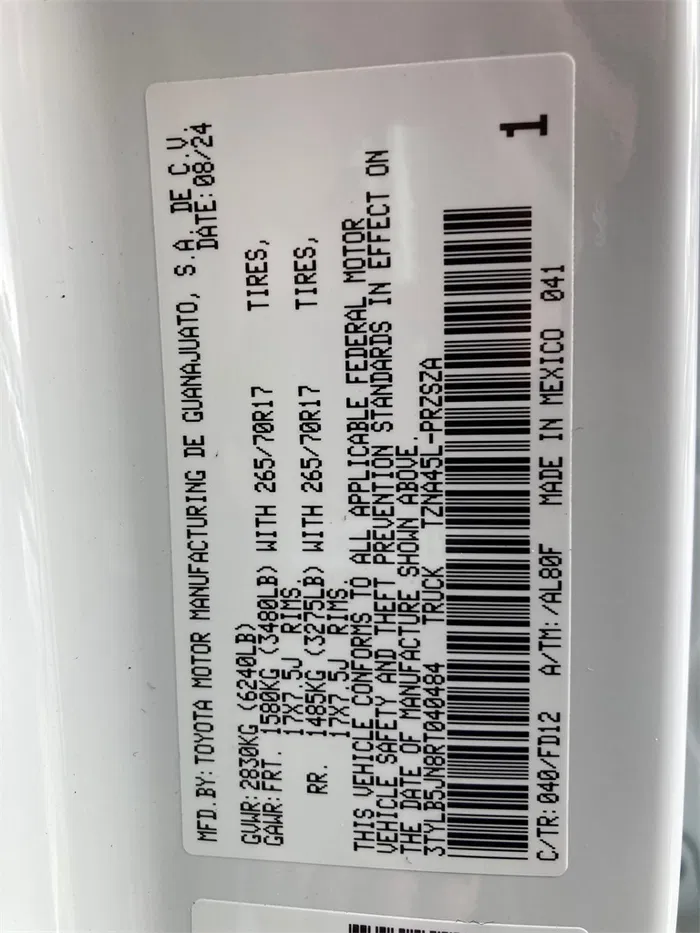 MFD.BY:TOYOTA MOTOR MANUFACTURING DE GUANAJUATO, S.A. DE C.V.
DATE:08/24
GVWR:2830KG (6240LB)
GAWR:FRT. 1580KG (3480LB) WITH 265/70R17 TIRES,
17X7.5J RIMS
RR. 1485KG (3275LB) WITH 265/70R17 TIRES,
17X7.5J RIMS.
THIS VEHICLE CONFORMS TO ALL APPLICABLE FEDERAL MOTOR
VEHICLE SAFETY AND THEFT PREVENTION STANDARDS IN EFFECT ON
THE DATE OF MANUFACTURE SHOWN ABOVE.
3TYLB5JN8RT040484 TRUCK TZNA45L-PRZSZA
1
C/TR:040/FD12 A/TM:/AL80F MADE IN MEXICO 041